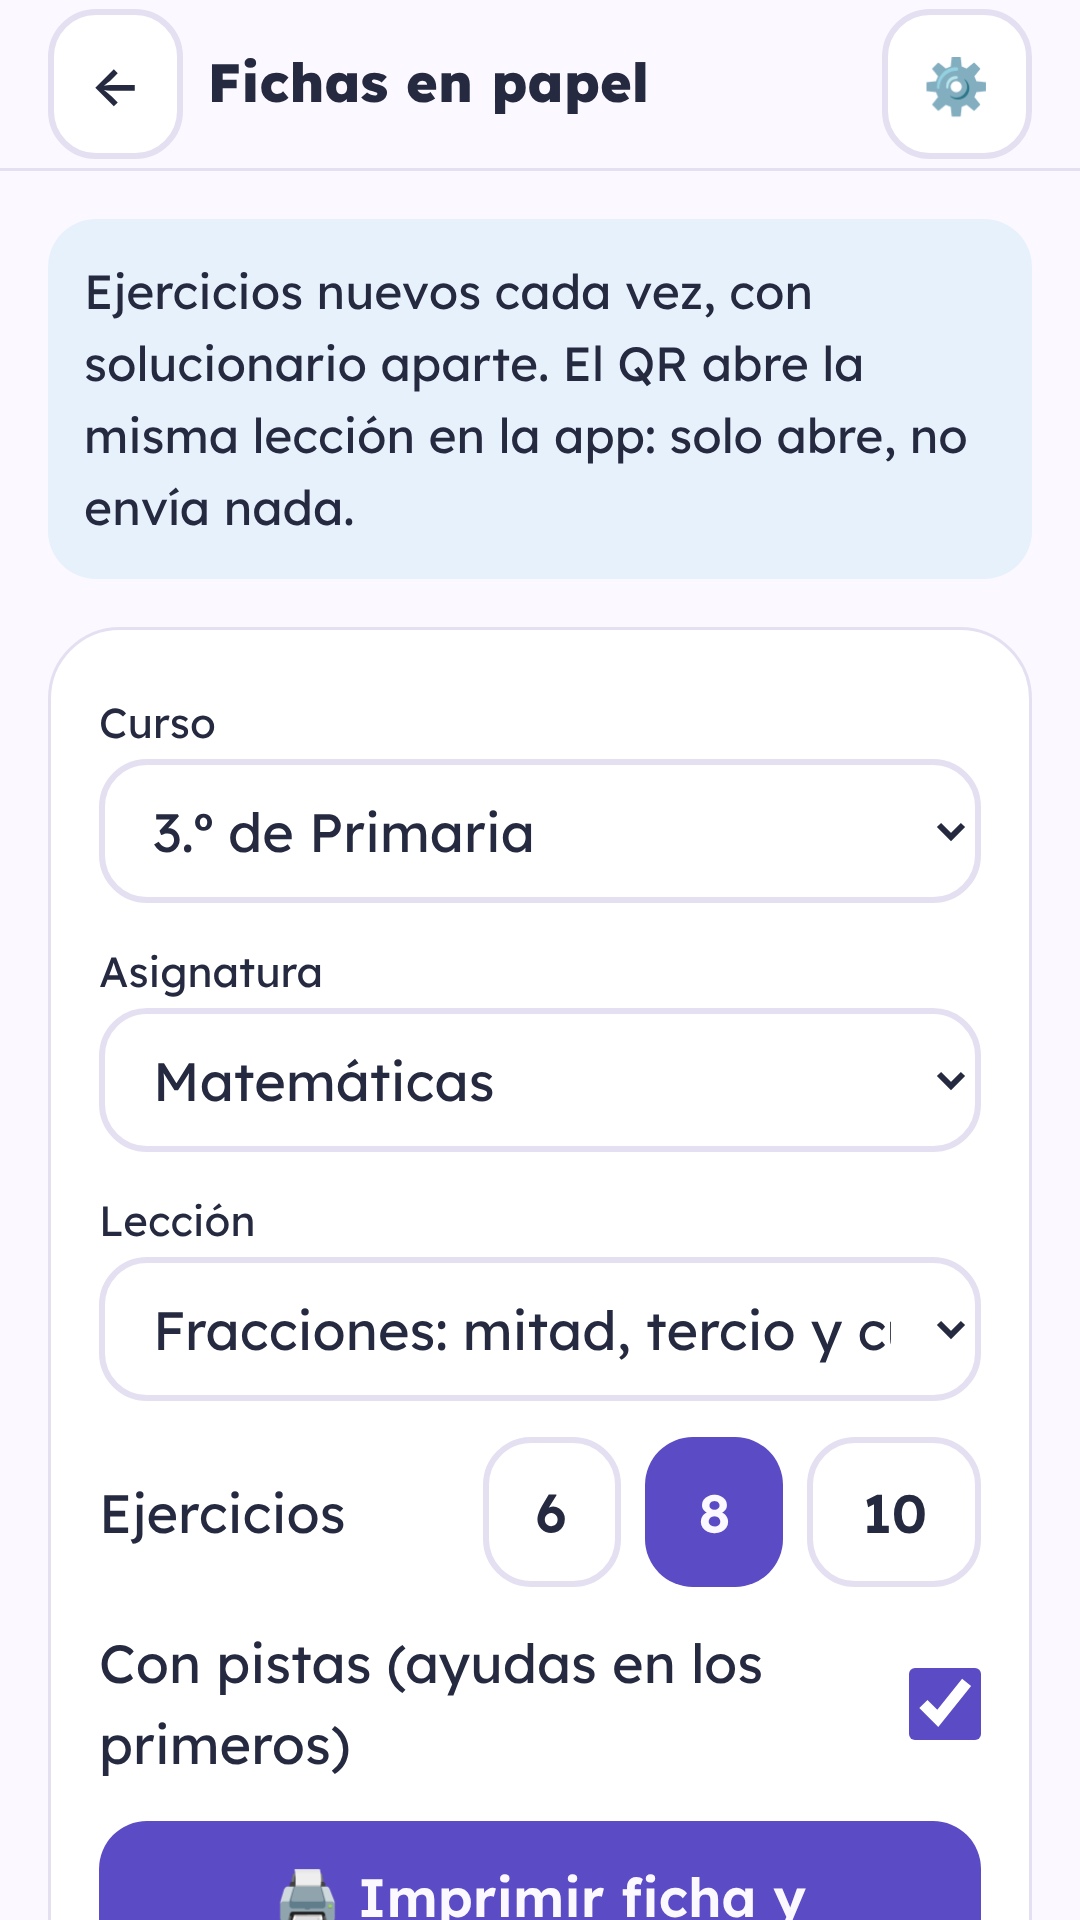 Fichas en papel
Ejercicios nuevos cada vez, con
solucionario aparte. El QR abre la
misma lección en la app: solo abre, no
envía nada.
Curso
3.º de Primaria
Asignatura
Matemáticas
Lección
Fracciones: mitad, tercio y
Ejercicios
6
8
10
Con pistas (ayudas en los
primeros)
Imprimir ficha y